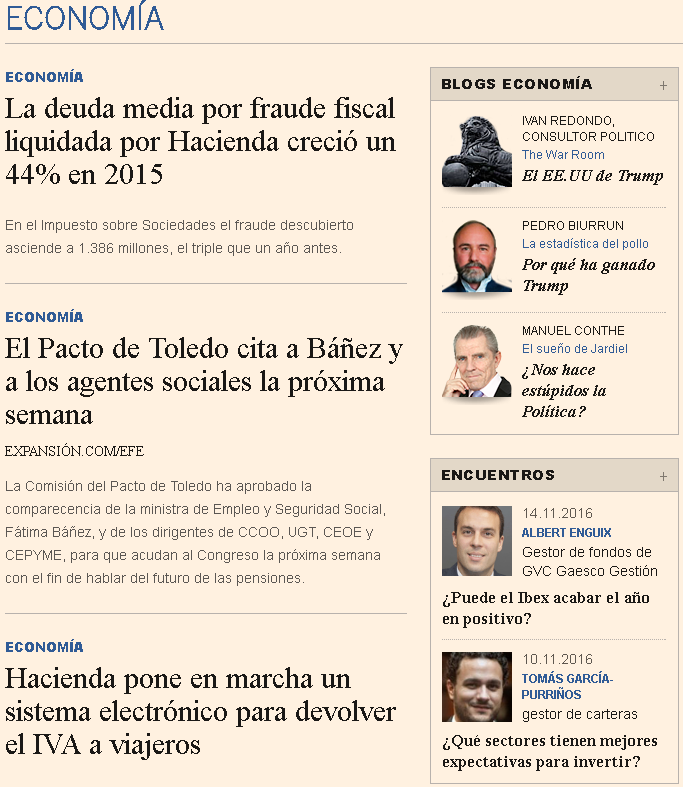 ECONOMÍA
ECONOMÍA
La deuda media por fraude fiscal
liquidada por Hacienda creció un
44% en 2015
En el Impuesto sobre Sociedades el fraude descubierto
asciende a 1.386 millones, el triple que un año antes.
ECONOMÍA
El Pacto de Toledo cita a Báñez y
a los agentes sociales la próxima
semana
EXPANSIÓN.COM/EFE
La Comisión del Pacto de Toledo ha aprobado la
comparecencia de la ministra de Empleo y Seguridad Social,
Fátima Báñez, y de los dirigentes de CCOO, UGT, CEOE y
CEPYME, para que acudan al Congreso la próxima semana
con el fin de hablar del futuro de las pensiones.
ECONOMÍA
Hacienda pone en marcha un
sistema electrónico para devolver
el IVA a viajeros
BLOGS ECONOMÍA +
IVAN REDONDO,
CONSULTOR POLITICO
The War Room
El EE.UU de Trump
PEDRO BIURRUN
La estadística del pollo
Por qué ha ganado
Trump
MANUEL CONTHE
El sueño de Jardiel
¿Nos hace
estúpidos la
Política?
ENCUENTROS +
14.11.2016
ALBERT ENGUIX
Gestor de fondos de
GVC Gaesco Gestión
¿Puede el Ibex acabar el año
en positivo?
10.11.2016
TOMÁS GARCÍA-
PURRIÑOS
gestor de carteras
¿Qué sectores tienen mejores
expectativas para invertir?